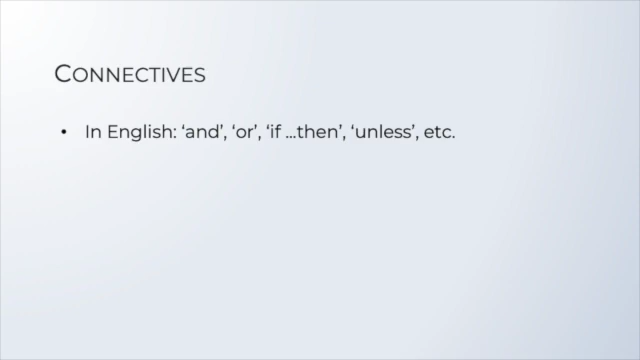 CONNECTIVES
• In English: ‘and’, ‘or’, ‘if ...then’, ‘unless’, etc.